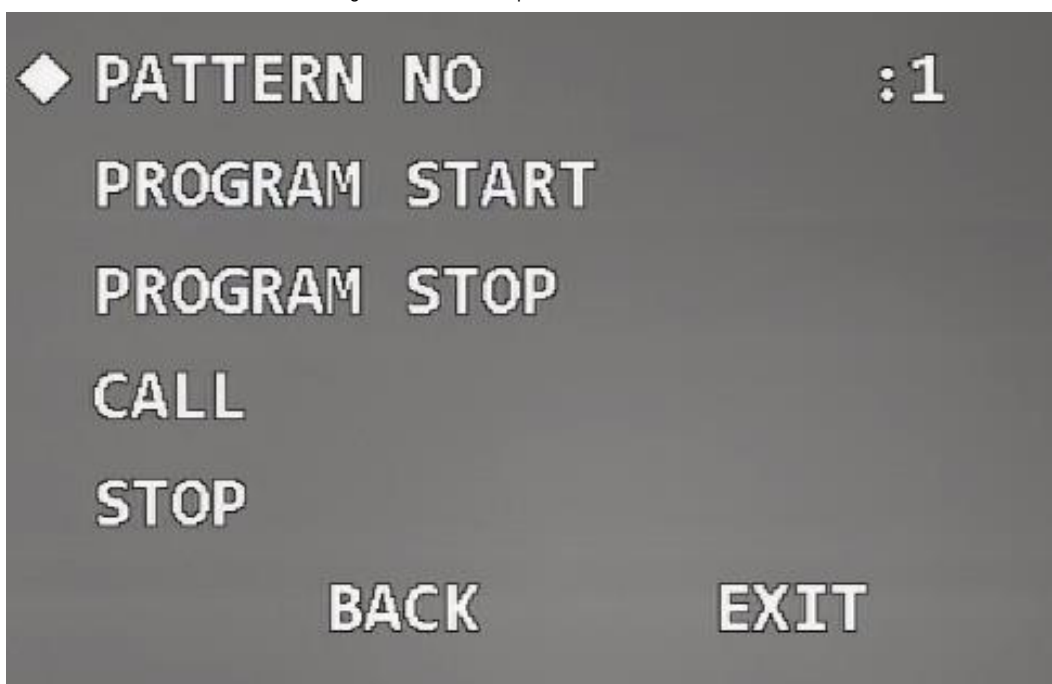 PATTERN NO :1
PROGRAM START
PROGRAM STOP
CALL
STOP
BACK EXIT